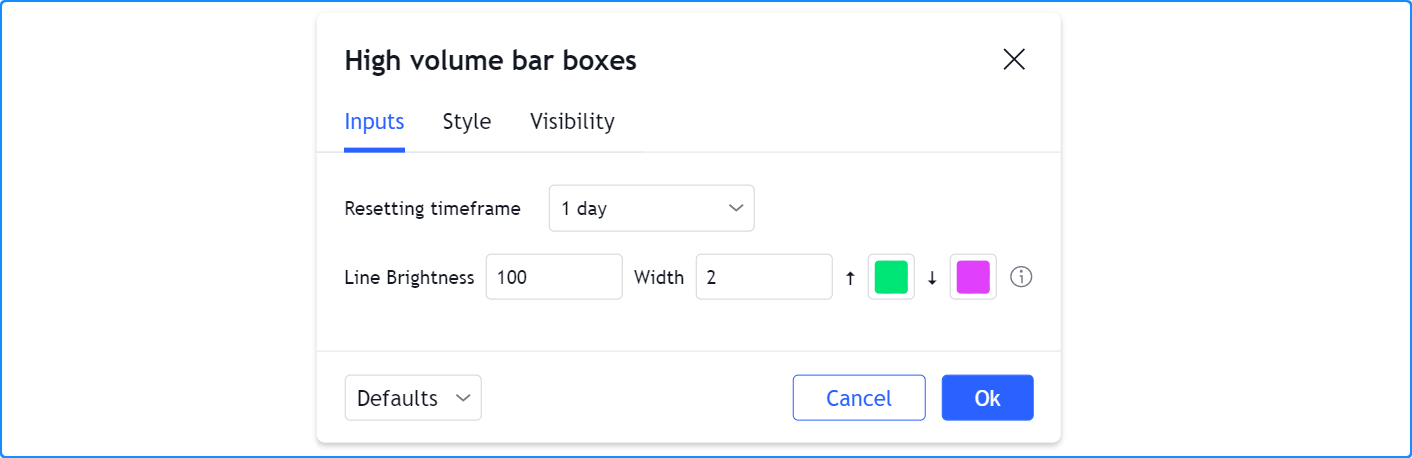 High volume bar boxes
Inputs Style Visibility
Resetting timeframe 1 day
Line Brightness 100 Width 2 ↑ ↓
Defaults Cancel Ok